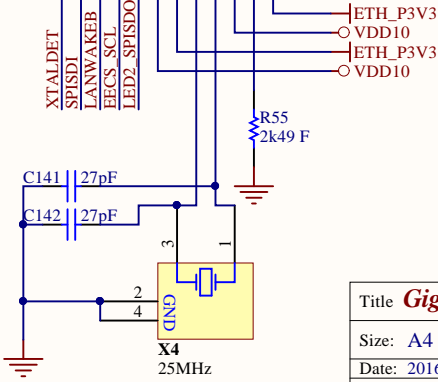 XTALDET
SPISDI
LANWAKEB
EECS_SCL
LED2_SPISDO
ETH_P3V3
VDD10
ETH_P3V3
VDD10
R55
2k49 F
C141 27pF
C142 27pF
3
1
2
4
GND
X4
25MHz
Title
Size: A4
Date: 2016